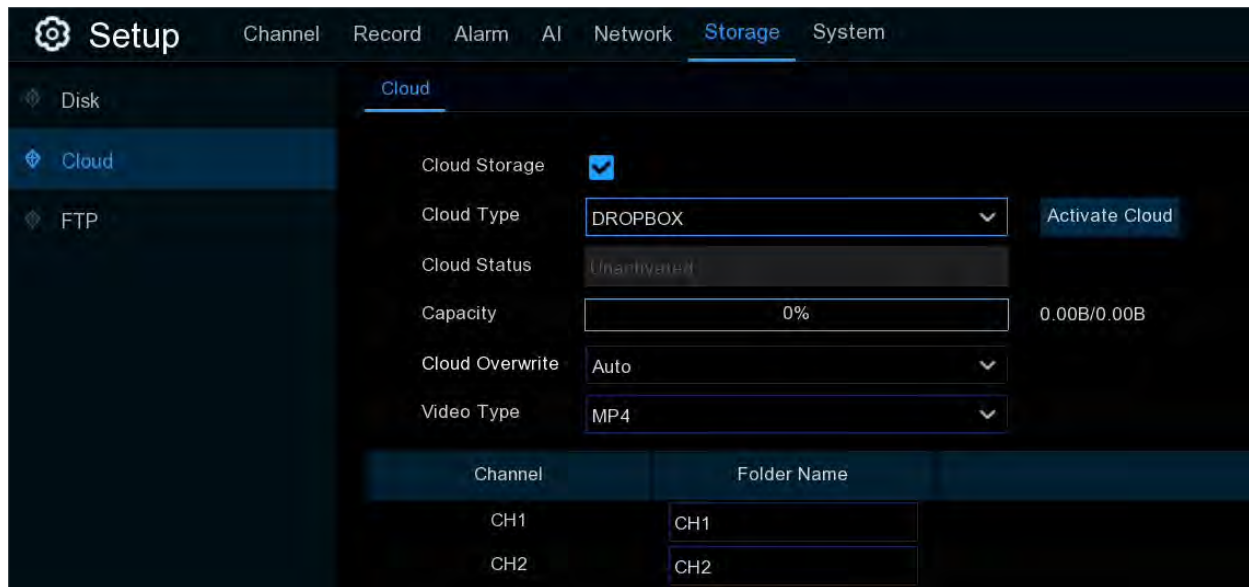 Setup Channel Record Alarm AI Network Storage System
Disk
Cloud
FTP
Cloud
Cloud Storage
Cloud Type DROPBOX Activate Cloud
Cloud Status Unactivated
Capacity 0% 0.00B/0.00B
Cloud Overwrite Auto
Video Type MP4
Channel Folder Name
CH1 CH1
CH2 CH2